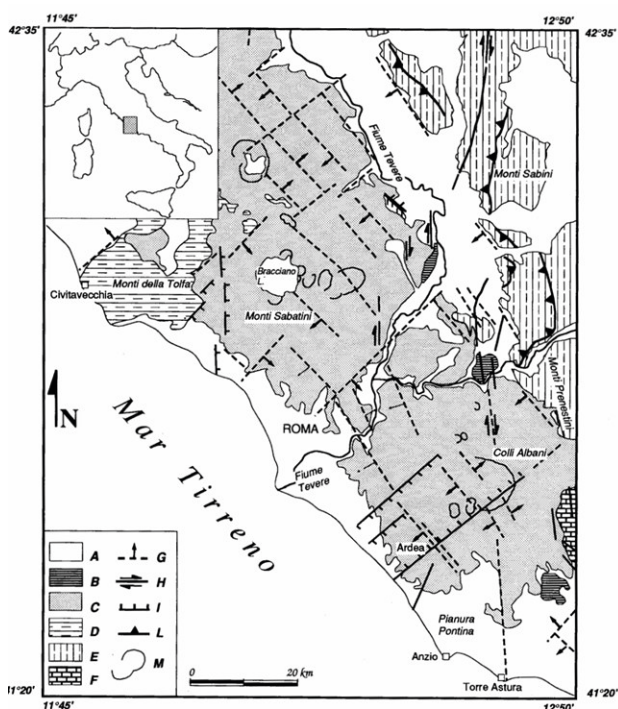 11°45'
12°50'
42°35'
42°35'
Fiume Tevere
Monti Sabini
Bracciano
L.
Monti della Tolfa
Civitavecchia
Monti Sabatini
Monti Prenestini
N
ROMA
Colli Albani
Mar Tirreno
Fiume
Tevere
Ardea
A
G
B
H
C
I
D
L
E
M
F
Pianura
Pontina
Anzio
Torre Astura
0
20 km
41°20'
41°20'
11°45'
12°50'